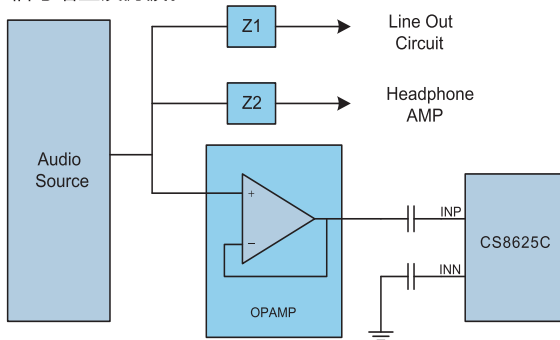 Z1
Line Out
Circuit
Z2
Headphone
AMP
Audio
Source
+
−
OPAMP
INP
INN
CS8625C